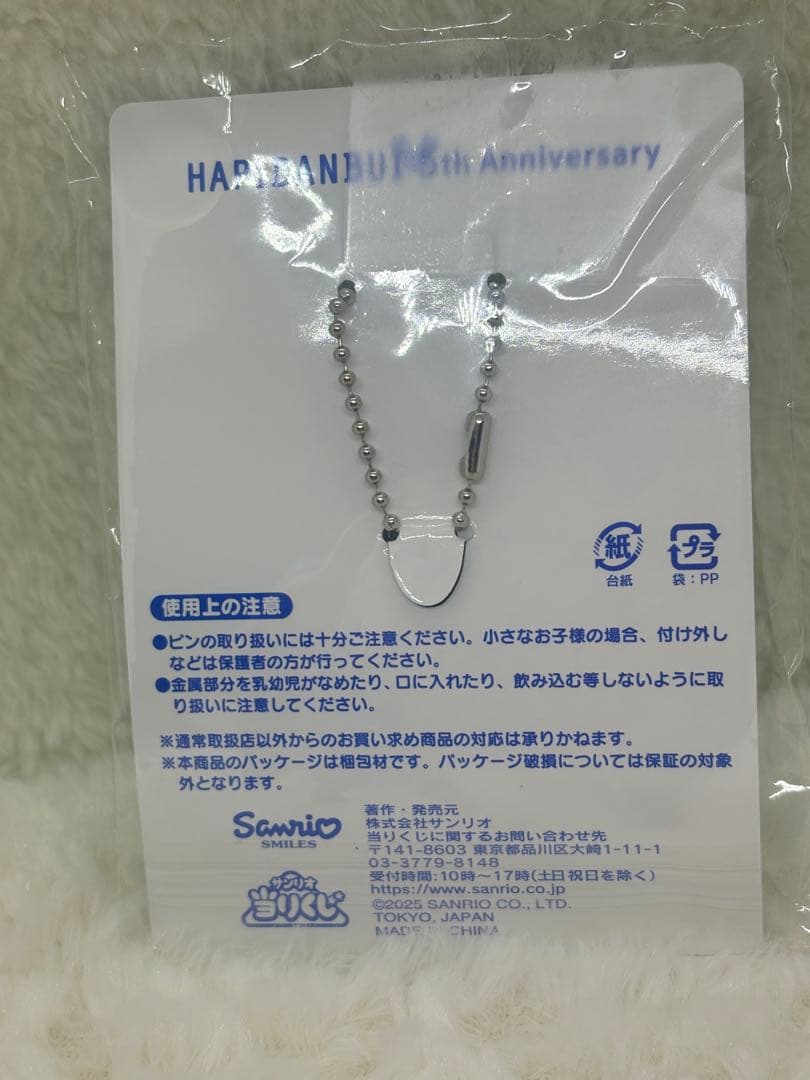 HAPIDANBUI 5th Anniversary
紙
台紙
プラ
袋：PP
使用上の注意
●ピンの取り扱いには十分ご注意ください。小さなお子様の場合、付け外し
などは保護者の方が行ってください。
●金属部分を乳幼児がなめたり、口に入れたり、飲み込む等しないように取
り扱いに注意してください。
※通常取扱店以外からのお買い求め商品の対応は承りかねます。
※本商品のパッケージは梱包材です。パッケージ破損については保証の対象
外となります。
Sanrio
SMILES
サンリオ
当りくじ
著作・発売元
株式会社サンリオ
当りくじに関するお問い合わせ先
〒141-8603 東京都品川区大崎1-11-1
03-3779-8148
受付時間：10時～17時（土日祝日を除く）
https://www.sanrio.co.jp
©2025 SANRIO CO., LTD.
TOKYO, JAPAN
MADE IN CHINA